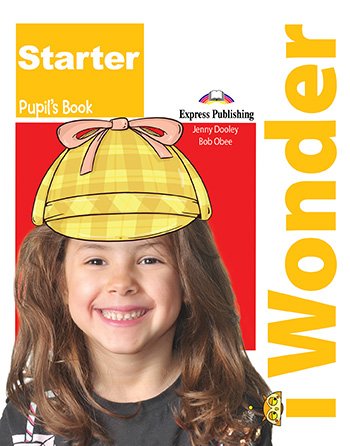 Starter
Pupil's Book
Express Publishing
Jenny Dooley
Bob Obee
i Wonder